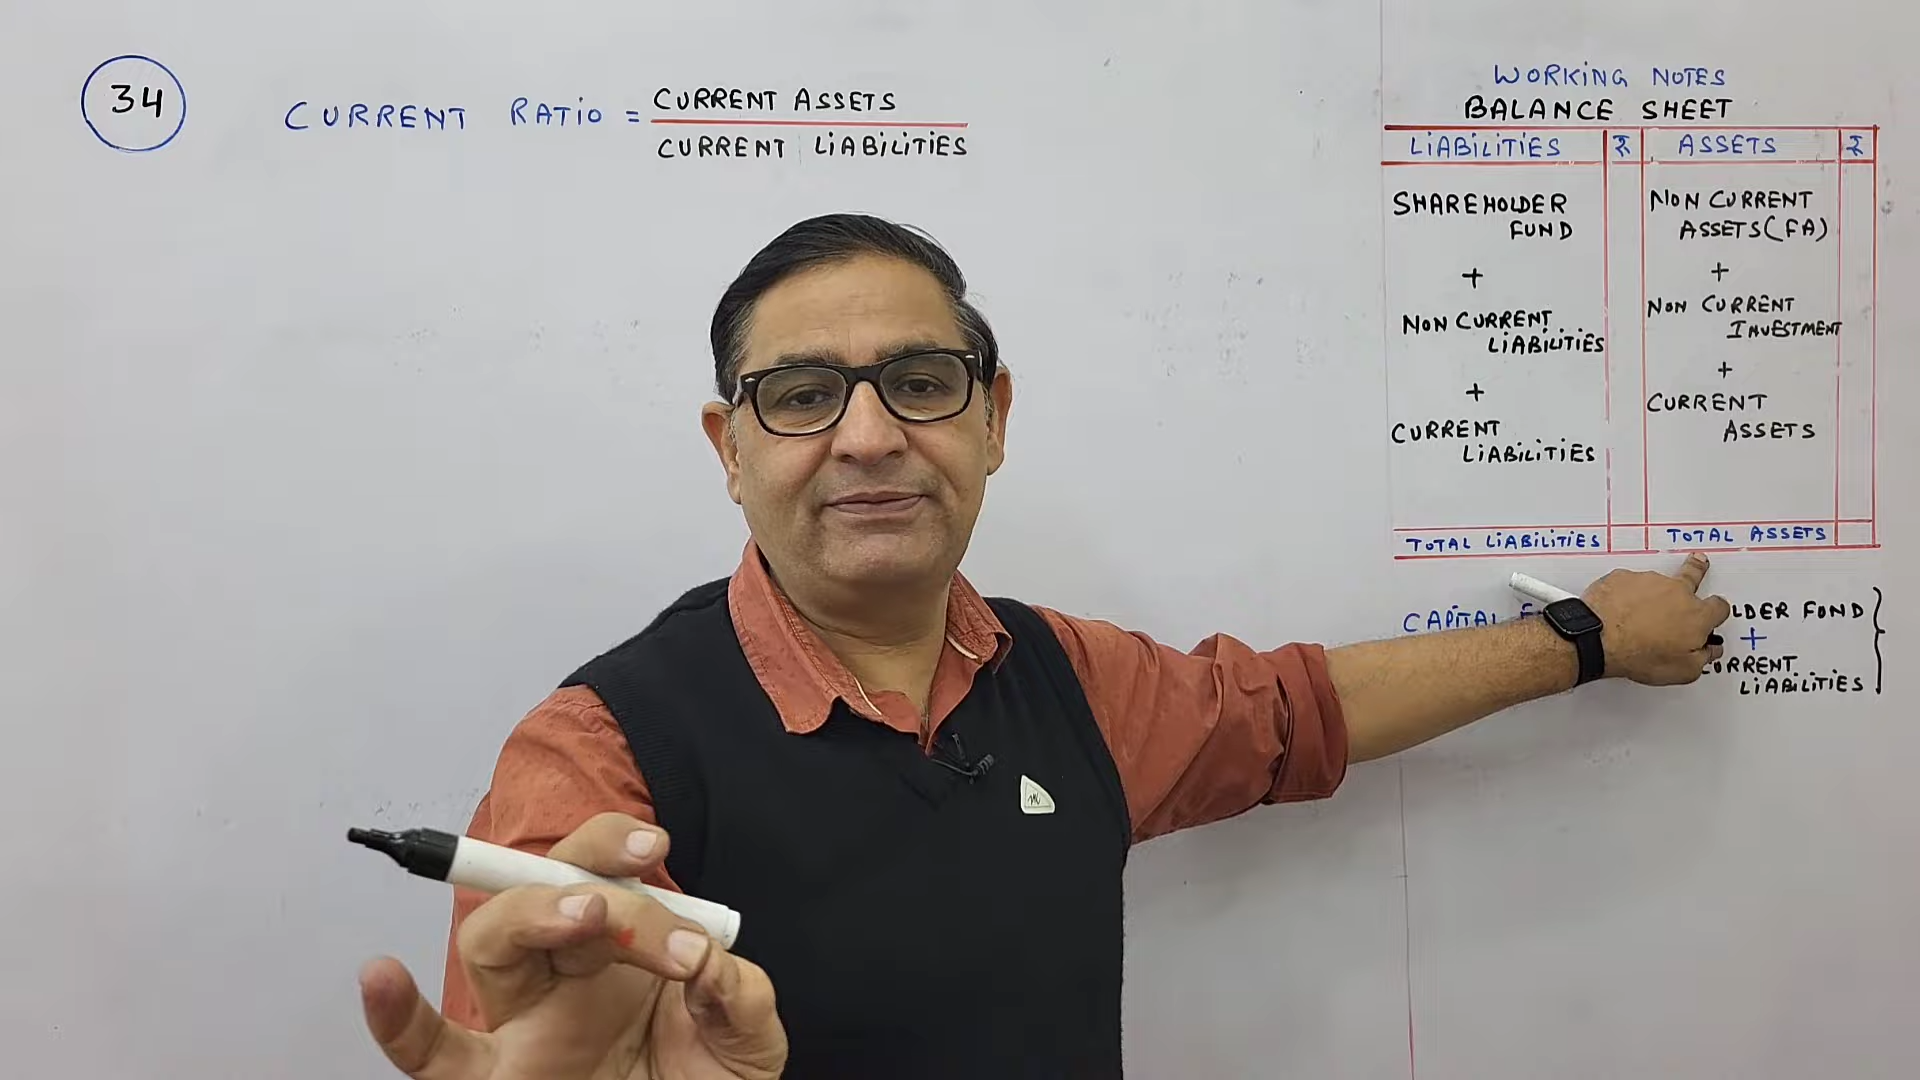 34
CURRENT RATIO = CURRENT ASSETS
CURRENT LIABILITIES
WORKING NOTES
BALANCE SHEET
LIABILITIES ₹ ASSETS ₹
SHAREHOLDER
FUND
+
NON CURRENT
LIABILITIES
+
CURRENT
LIABILITIES
NON CURRENT
ASSETS (FA)
+
NON CURRENT
INVESTMENT
+
CURRENT
ASSETS
TOTAL LIABILITIES TOTAL ASSETS
CAPITAL LDER FUND
+
CURRENT
LIABILITIES